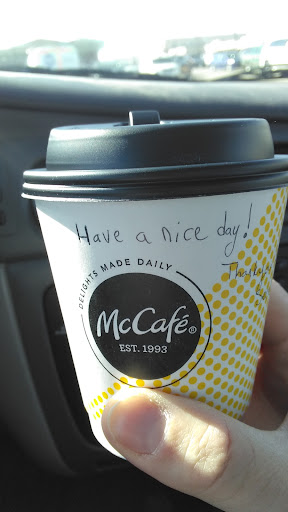 Have a nice day!
DELIGHTS MADE DAILY
McCafé®
EST. 1993